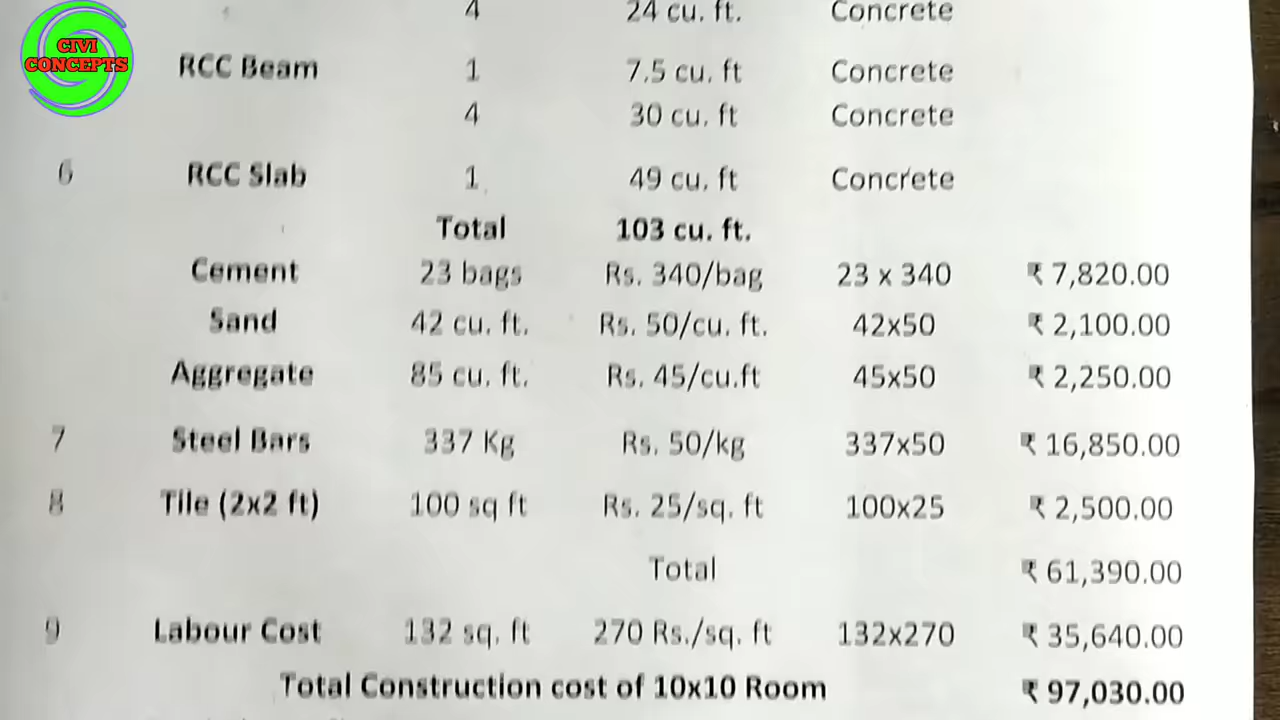 4 24 cu. ft. Concrete
CIVI
CONCEPTS
RCC Beam 1 7.5 cu. ft Concrete
4 30 cu. ft Concrete
6 RCC Slab 1 49 cu. ft Concrete
Total 103 cu. ft.
Cement 23 bags Rs. 340/bag 23 x 340 ₹ 7,820.00
Sand 42 cu. ft. Rs. 50/cu. ft. 42x50 ₹ 2,100.00
Aggregate 85 cu. ft. Rs. 45/cu.ft 45x50 ₹ 2,250.00
7 Steel Bars 337 Kg Rs. 50/kg 337x50 ₹ 16,850.00
8 Tile (2x2 ft) 100 sq ft Rs. 25/sq. ft 100x25 ₹ 2,500.00
Total ₹ 61,390.00
9 Labour Cost 132 sq. ft 270 Rs./sq. ft 132x270 ₹ 35,640.00
Total Construction cost of 10x10 Room ₹ 97,030.00